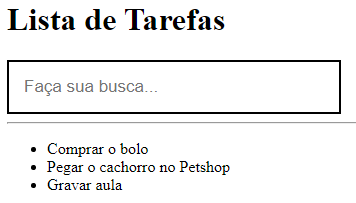 Lista de Tarefas
Faça sua busca...
Comprar o bolo
Pegar o cachorro no Petshop
Gravar aula